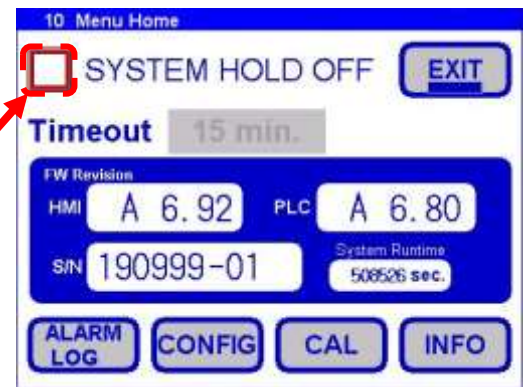 10 Menu Home
SYSTEM HOLD OFF EXIT
Timeout 15 min.
FW Revision
HMI A 6.92 PLC A 6.80
System Runtime
S/N 190999-01 508526 sec.
ALARM LOG CONFIG CAL INFO